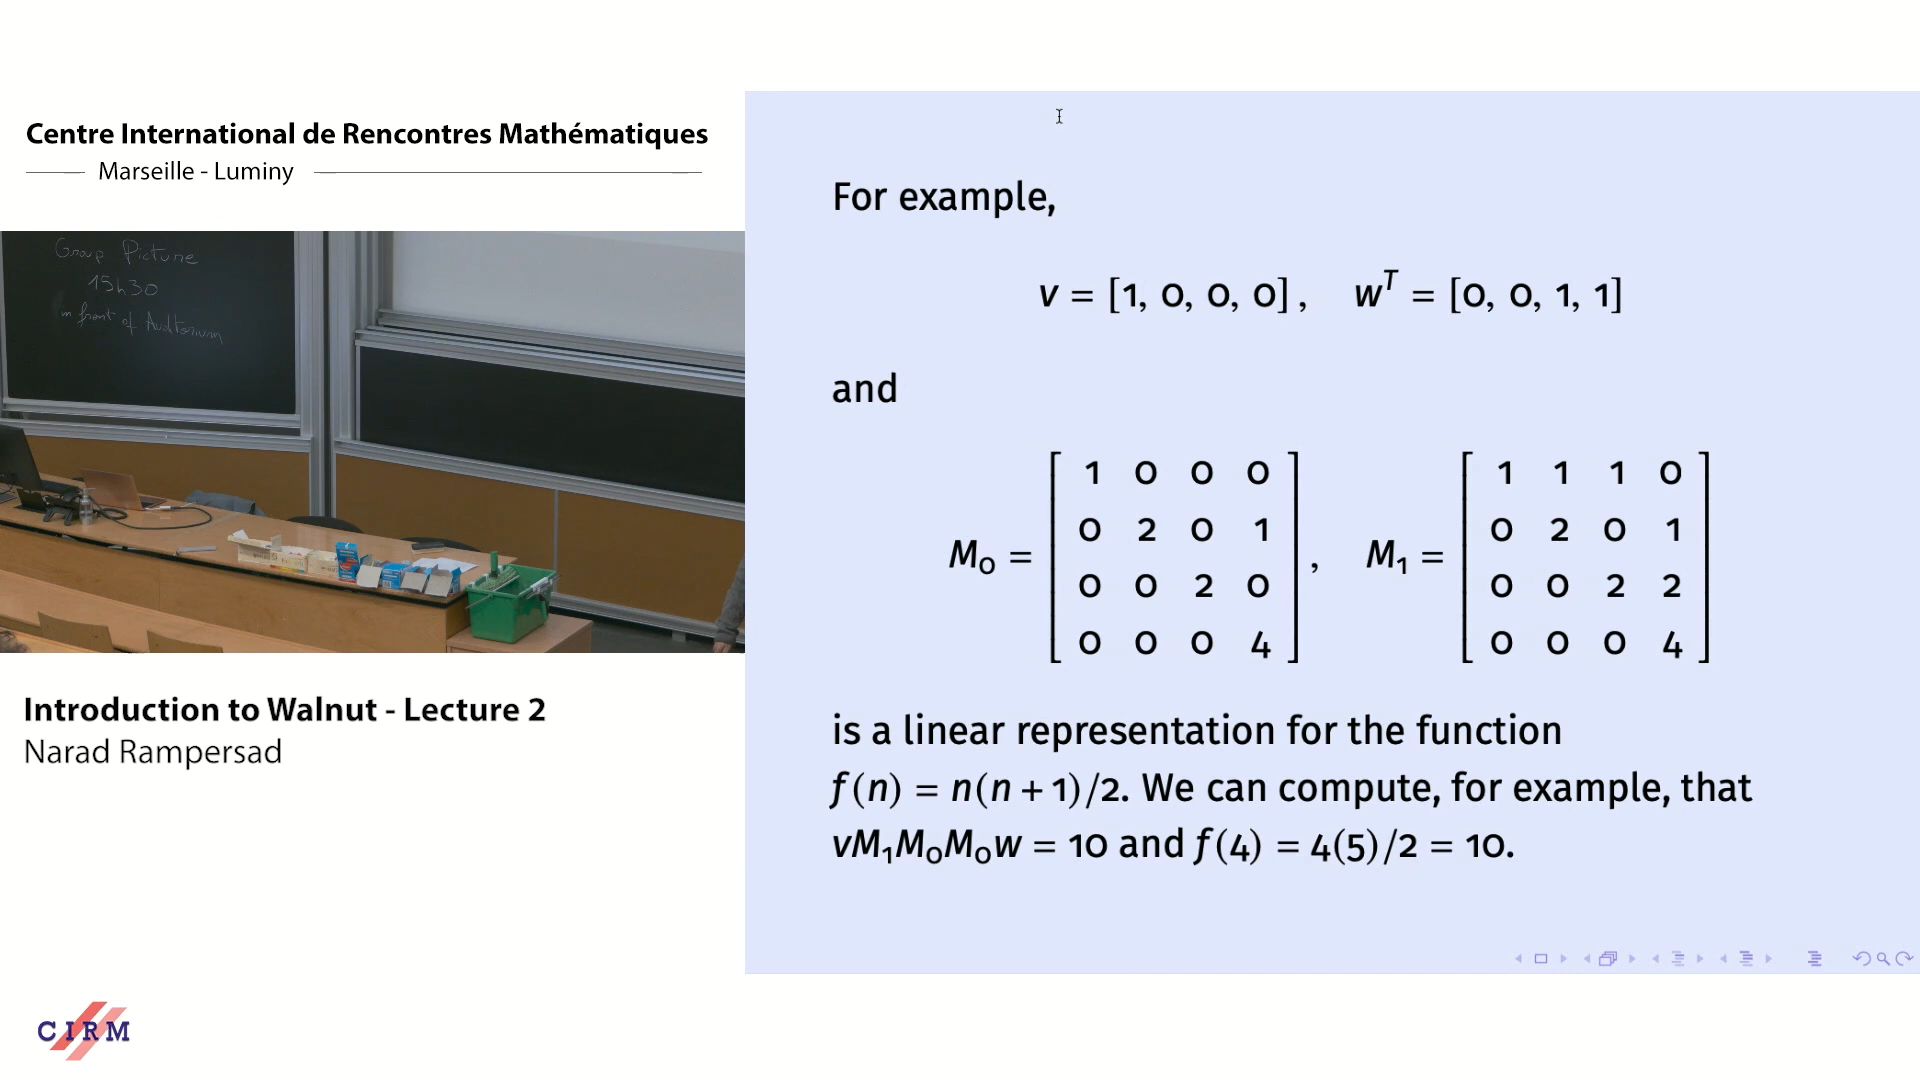 Centre International de Rencontres Mathématiques
Marseille - Luminy
Group Picture
15h30
in front of Auditorium
Introduction to Walnut - Lecture 2
Narad Rampersad
CIRM
For example,
v = [1, 0, 0, 0] , wᵀ = [0, 0, 1, 1]
and
M₀ = [ 1 0 0 0 ; 0 2 0 1 ; 0 0 2 0 ; 0 0 0 4 ] , M₁ = [ 1 1 1 0 ; 0 2 0 1 ; 0 0 2 2 ; 0 0 0 4 ]
is a linear representation for the function
f(n) = n(n + 1)/2. We can compute, for example, that
vM₁M₀M₀w = 10 and f(4) = 4(5)/2 = 10.